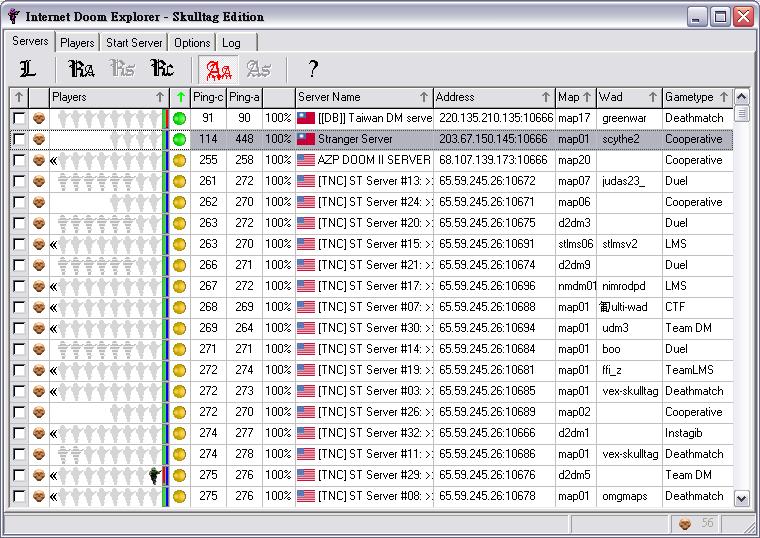 Internet Doom Explorer - Skulltag Edition
Servers Players Start Server Options Log
L Ra Rs Rc Aa As ?
Players Ping-c Ping-a Server Name Address Map Wad Gametype
91 90 100% [[DB]] Taiwan DM serve 220.135.210.135:10666 map17 greenwar Deathmatch
114 448 100% Stranger Server 203.67.150.145:10666 map01 scythe2 Cooperative
« 255 258 100% AZP DOOM II SERVER 68.107.139.173:10666 map20 Cooperative
261 272 100% [TNC] ST Server #13: > 65.59.245.26:10672 map07 judas23_ Duel
262 270 100% [TNC] ST Server #24: > 65.59.245.26:10671 map06 Cooperative
263 272 100% [TNC] ST Server #20: > 65.59.245.26:10675 d2dm3 Duel
« 263 270 100% [TNC] ST Server #15: > 65.59.245.26:10691 stlms06 stlmsv2 LMS
266 271 100% [TNC] ST Server #21: > 65.59.245.26:10674 d2dm9 Duel
« 267 272 100% [TNC] ST Server #17: > 65.59.245.26:10696 nmdm01 nimrodpd LMS
« 268 269 100% [TNC] ST Server #07: > 65.59.245.26:10688 map01 ulti-wad CTF
« 269 264 100% [TNC] ST Server #30: > 65.59.245.26:10694 map01 udm3 Team DM
271 271 100% [TNC] ST Server #14: > 65.59.245.26:10684 map01 boo Duel
« 272 274 100% [TNC] ST Server #19: > 65.59.245.26:10681 map01 ffi_z TeamLMS
« 272 273 100% [TNC] ST Server #03: > 65.59.245.26:10685 map01 vex-skulltag Deathmatch
272 270 100% [TNC] ST Server #26: > 65.59.245.26:10689 map02 Cooperative
« 274 277 100% [TNC] ST Server #32: > 65.59.245.26:10666 d2dm1 Instagib
274 278 100% [TNC] ST Server #11: > 65.59.245.26:10686 map01 vex-skulltag Deathmatch
« 275 276 100% [TNC] ST Server #29: > 65.59.245.26:10676 d2dm5 Team DM
« 275 276 100% [TNC] ST Server #08: > 65.59.245.26:10678 map01 omgmaps Deathmatch
56